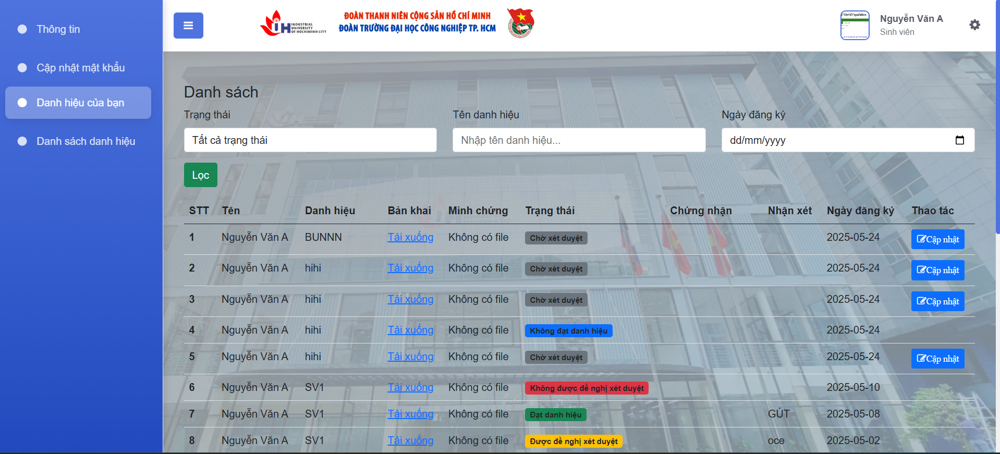 Thông tin
Cập nhật mật khẩu
Danh hiệu của bạn
Danh sách danh hiệu
INDUSTRIAL
UNIVERSITY
OF HOCHIMINH CITY
ĐOÀN THANH NIÊN CỘNG SẢN HỒ CHÍ MINH
ĐOÀN TRƯỜNG ĐẠI HỌC CÔNG NGHIỆP TP. HCM
World Population
Nguyễn Văn A
Sinh viên
Danh sách
Trạng thái Tên danh hiệu Ngày đăng ký
Tất cả trạng thái Nhập tên danh hiệu... dd/mm/yyyy
Lọc
STT Tên Danh hiệu Bản khai Minh chứng Trạng thái Chứng nhận Nhận xét Ngày đăng ký Thao tác
1 Nguyễn Văn A BUNNN Tải xuống Không có file Chờ xét duyệt 2025-05-24 Cập nhật
2 Nguyễn Văn A hihi Tải xuống Không có file Chờ xét duyệt 2025-05-24 Cập nhật
3 Nguyễn Văn A hihi Tải xuống Không có file Chờ xét duyệt 2025-05-24 Cập nhật
4 Nguyễn Văn A hihi Tải xuống Không có file Không đạt danh hiệu 2025-05-24
5 Nguyễn Văn A hihi Tải xuống Không có file Chờ xét duyệt 2025-05-24 Cập nhật
6 Nguyễn Văn A SV1 Tải xuống Không có file Không được đề nghị xét duyệt 2025-05-10
7 Nguyễn Văn A SV1 Tải xuống Không có file Đạt danh hiệu GÚT 2025-05-08
8 Nguyễn Văn A SV1 Tải xuống Không có file Được đề nghị xét duyệt oce 2025-05-02